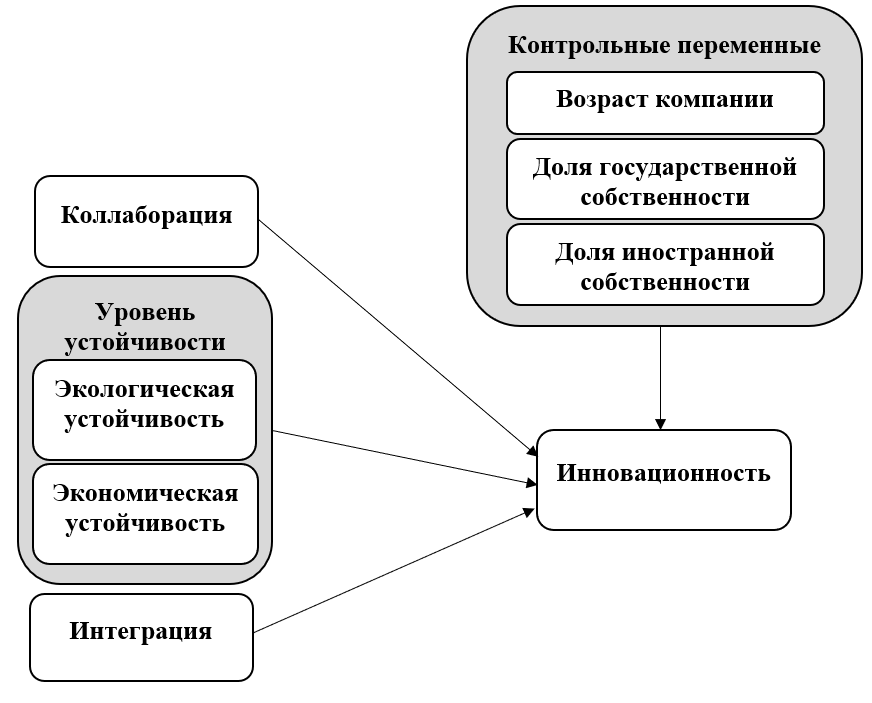 Контрольные переменные
Возраст компании
Доля государственной
собственности
Доля иностранной
собственности
Коллаборация
Уровень
устойчивости
Экологическая
устойчивость
Экономическая
устойчивость
Интеграция
Инновационность